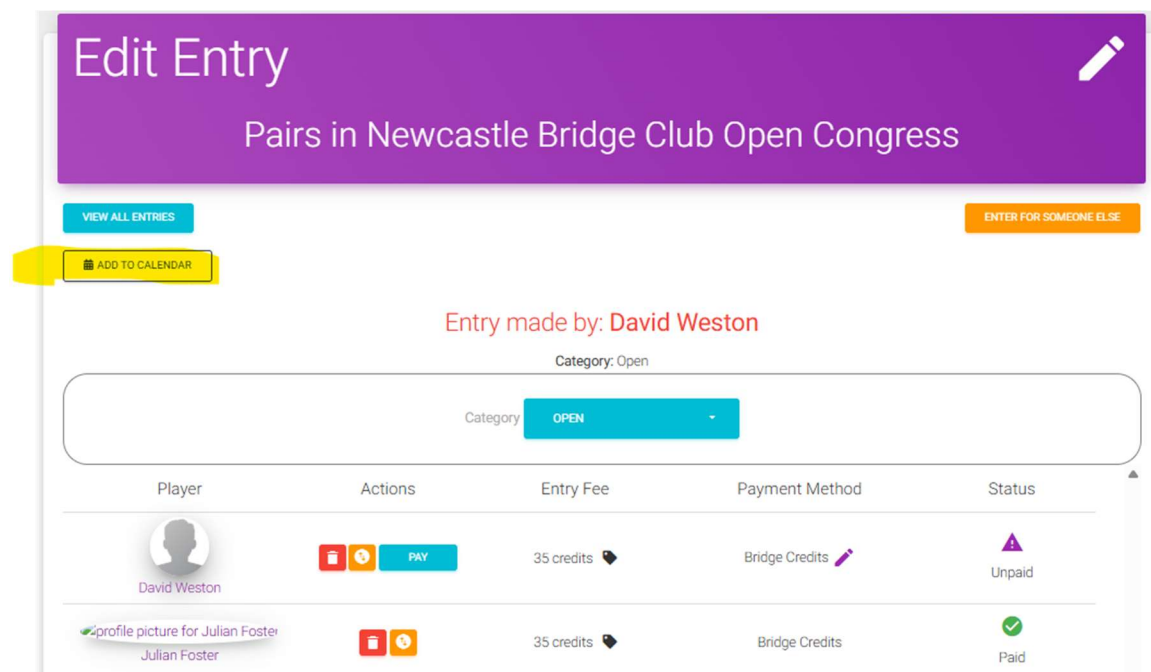 Edit Entry
Pairs in Newcastle Bridge Club Open Congress
VIEW ALL ENTRIES
ENTER FOR SOMEONE ELSE
ADD TO CALENDAR
Entry made by: David Weston
Category: Open
Category OPEN
Player Actions Entry Fee Payment Method Status
PAY 35 credits Bridge Credits
Unpaid
David Weston
profile picture for Julian Foster
35 credits Bridge Credits
Julian Foster Paid